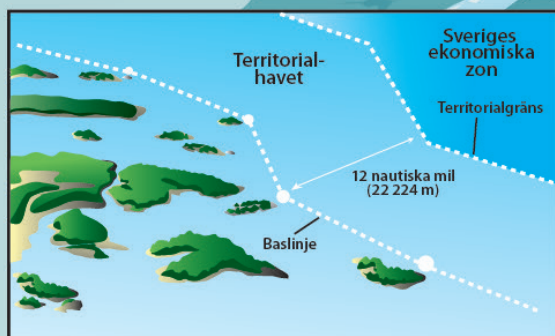 Sveriges
ekonomiska
zon
Territorial-
havet
Territorialgräns
12 nautiska mil
(22 224 m)
Baslinje